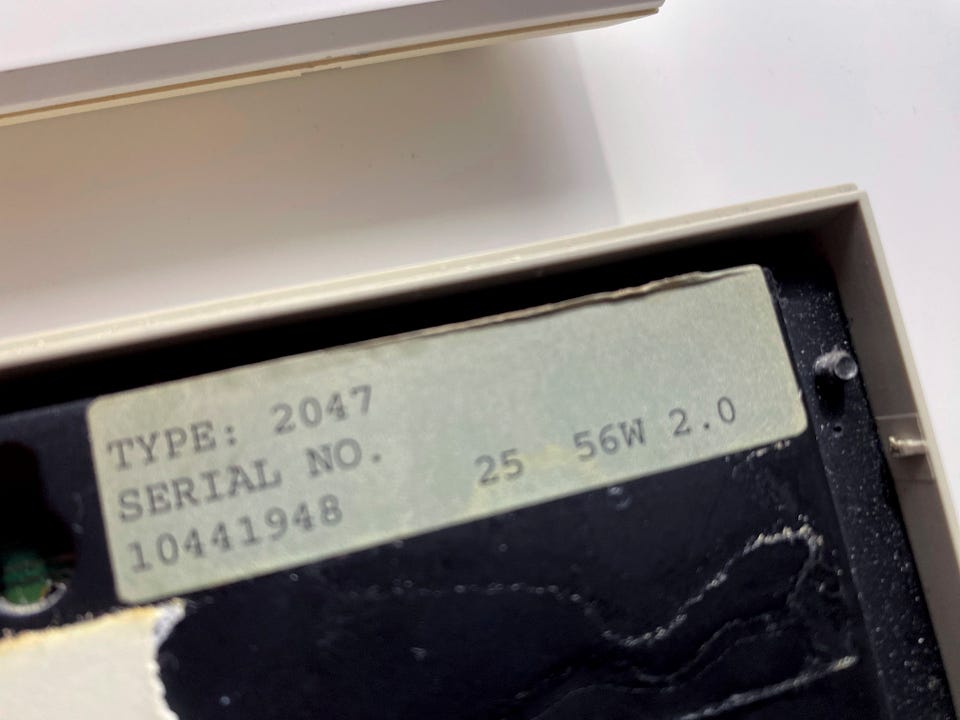 TYPE: 2047
SERIAL NO.
10441948 25 56W 2.0